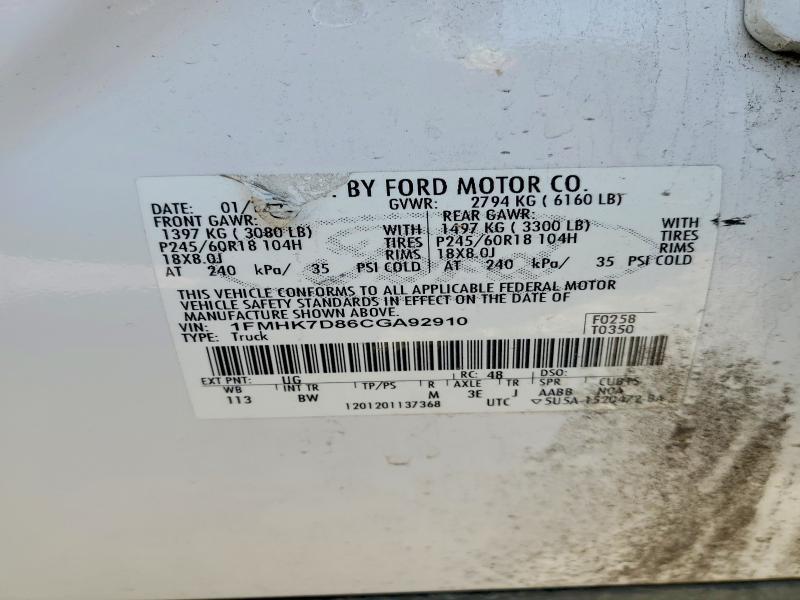 BY FORD MOTOR CO.
DATE: 01/ GVWR: 2794 KG ( 6160 LB)
FRONT GAWR: REAR GAWR:
1397 KG ( 3080 LB) WITH 1497 KG ( 3300 LB) WITH
P245/60R18 104H TIRES P245/60R18 104H TIRES
18X8.0J RIMS 18X8.0J RIMS
AT 240 kPa/ 35 PSI COLD AT 240 kPa/ 35 PSI COLD
THIS VEHICLE CONFORMS TO ALL APPLICABLE FEDERAL MOTOR
VEHICLE SAFETY STANDARDS IN EFFECT ON THE DATE OF
MANUFACTURE SHOWN ABOVE.
VIN: 1FMHK7D86CGA92910 F0258
TYPE: Truck T0350
EXT PNT: UG RC: 48 DSO:
WB INT TR TP/PS R AXLE TR SPR CUB PS
113 BW M 3E J AABB NOA
1201201137368 UTC